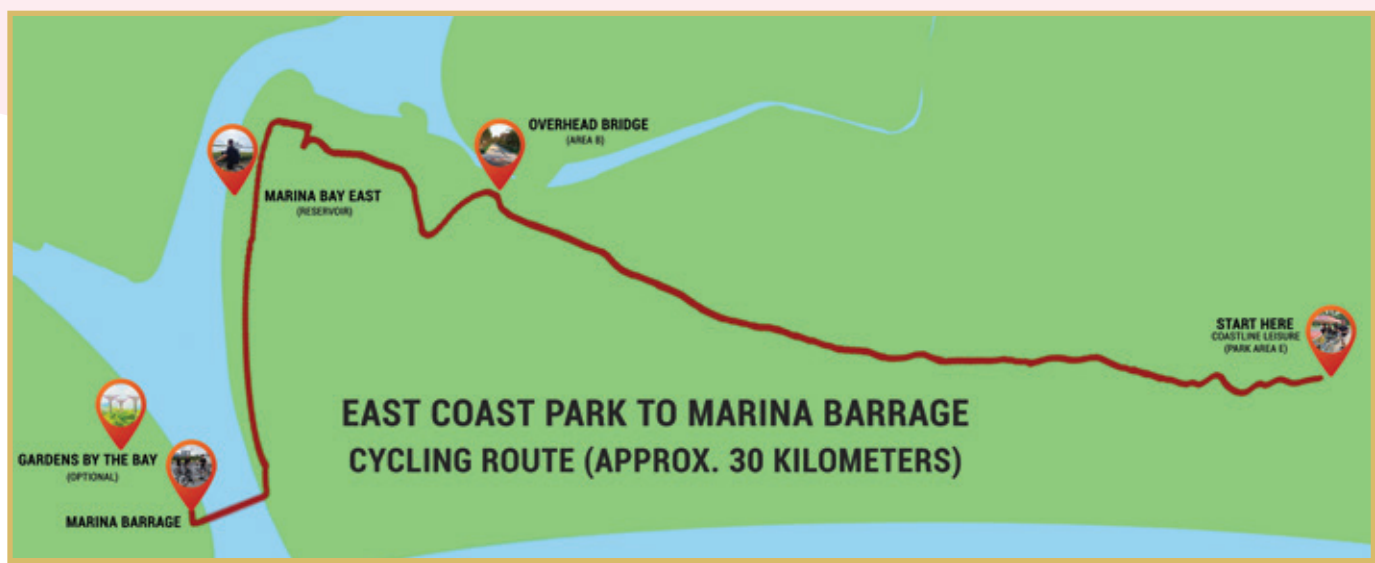 OVERHEAD BRIDGE
(AREA B)
MARINA BAY EAST
(RESERVOIR)
START HERE
COASTLINE LEISURE
(PARK AREA E)
EAST COAST PARK TO MARINA BARRAGE
CYCLING ROUTE (APPROX. 30 KILOMETERS)
GARDENS BY THE BAY
(OPTIONAL)
MARINA BARRAGE